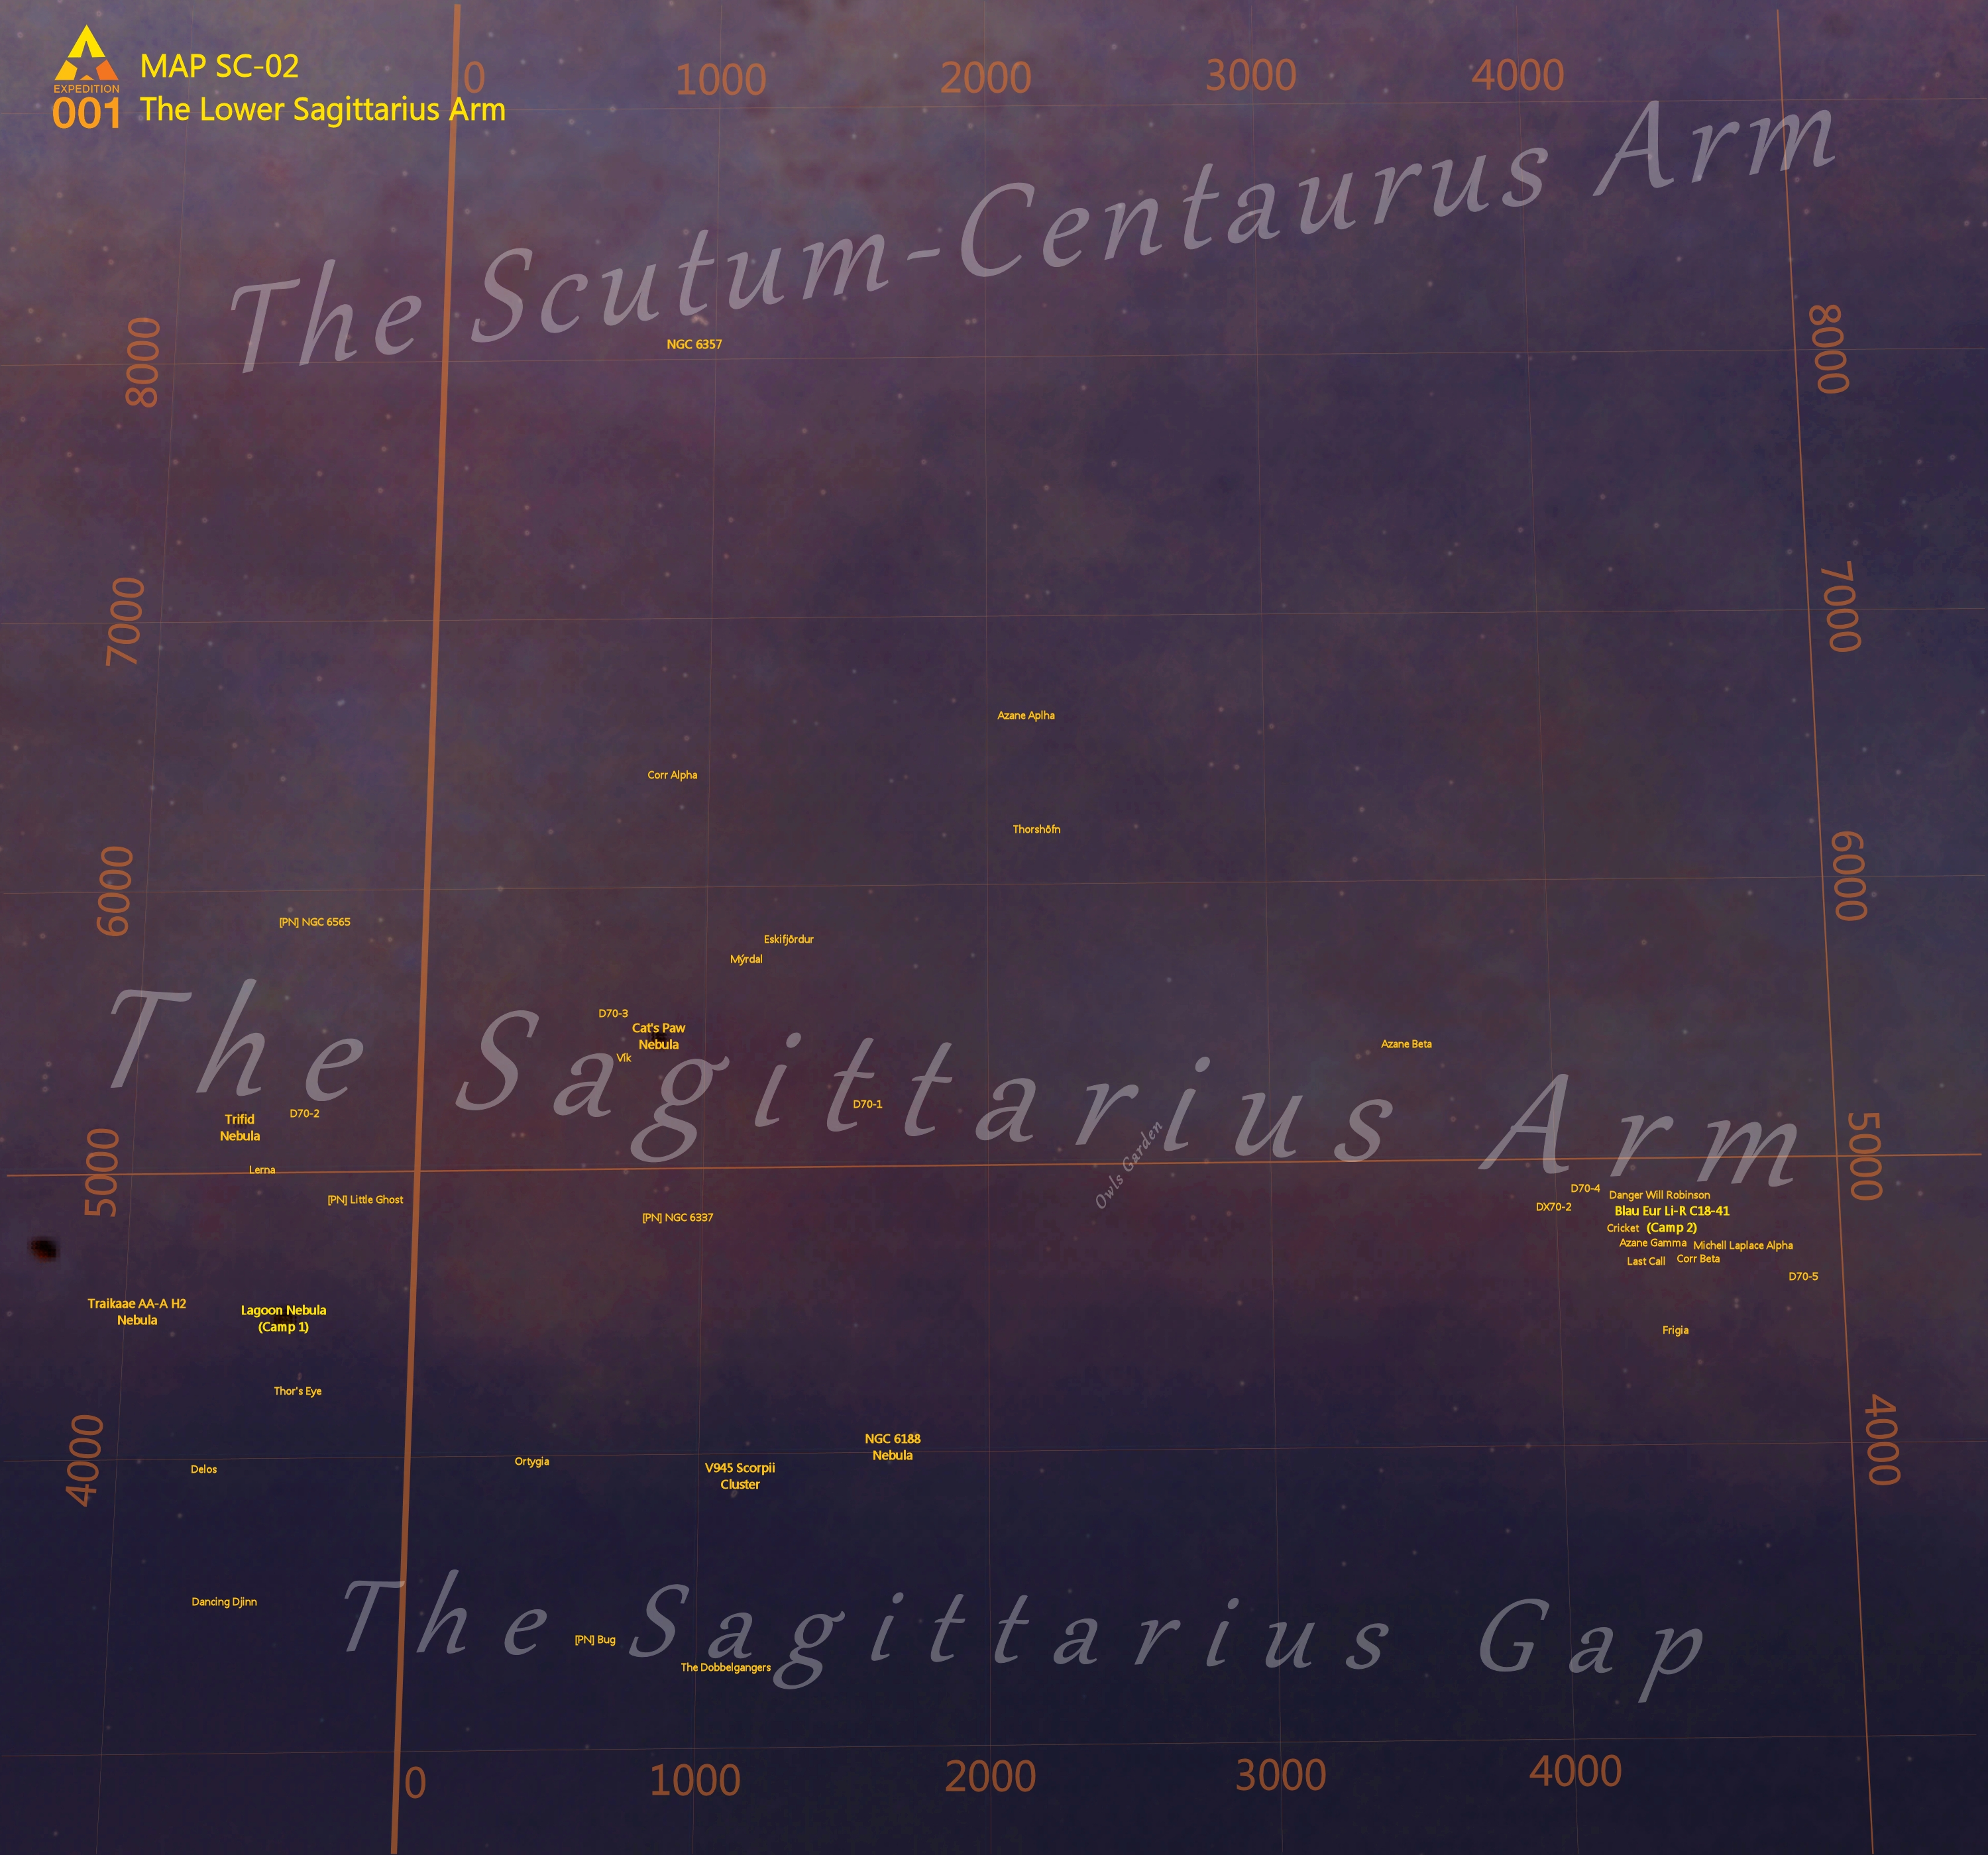 MAP SC-02
EXPEDITION
001
The Lower Sagittarius Arm
0 1000 2000 3000 4000
The Scutum-Centaurus Arm
NGC 6357
8000 8000
7000 7000
Azane Aplha
Corr Alpha
Thorshöfn
6000 6000
[PN] NGC 6565
Eskifjördur
Mýrdal
The Sagittarius Arm
D70-3
Cat's Paw
Nebula
Vík
Azane Beta
D70-1
D70-2
Trifid
Nebula
Owls Garden
5000 5000
Lerna
[PN] Little Ghost
[PN] NGC 6337
D70-4
Danger Will Robinson
DX70-2
Blau Eur Li-R C18-41
Cricket (Camp 2)
Azane Gamma Michell Laplace Alpha
Last Call Corr Beta
D70-5
Traikaae AA-A H2
Nebula
Lagoon Nebula
(Camp 1)
Frigia
Thor's Eye
4000 4000
NGC 6188
Nebula
Delos
Ortygia
V945 Scorpii
Cluster
Dancing Djinn
The Sagittarius Gap
[PN] Bug
The Dobbelgangers
0 1000 2000 3000 4000